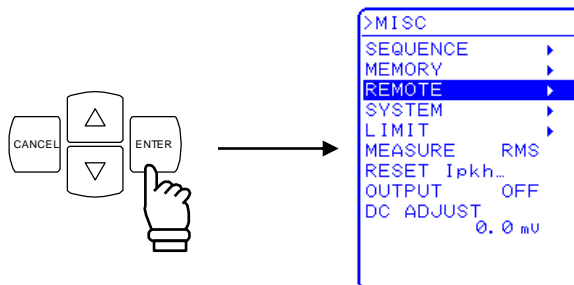 CANCEL
ENTER
>MISC
SEQUENCE
MEMORY
REMOTE
SYSTEM
LIMIT
MEASURE RMS
RESET Ipkh…
OUTPUT OFF
DC ADJUST
0.0 mV